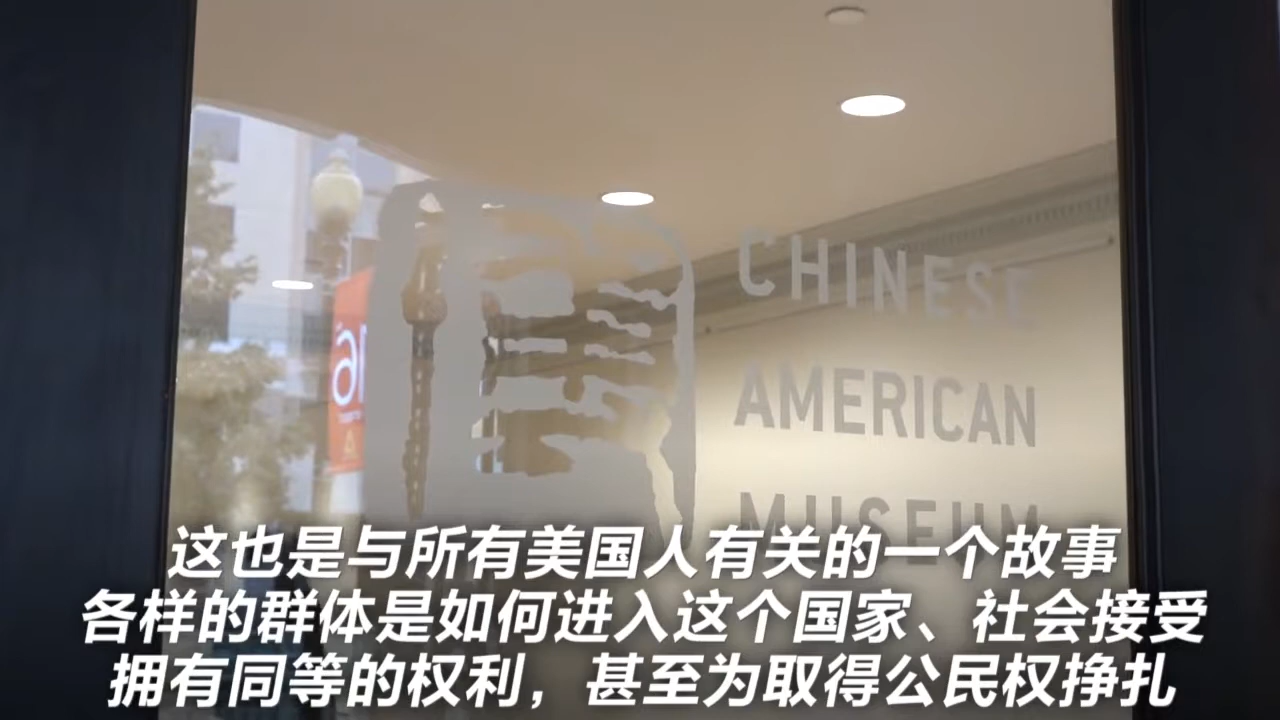 CHINESE
AMERICAN
MUSEUM
这也是与所有美国人有关的一个故事
各样的群体是如何进入这个国家、社会接受
拥有同等的权利，甚至为取得公民权挣扎